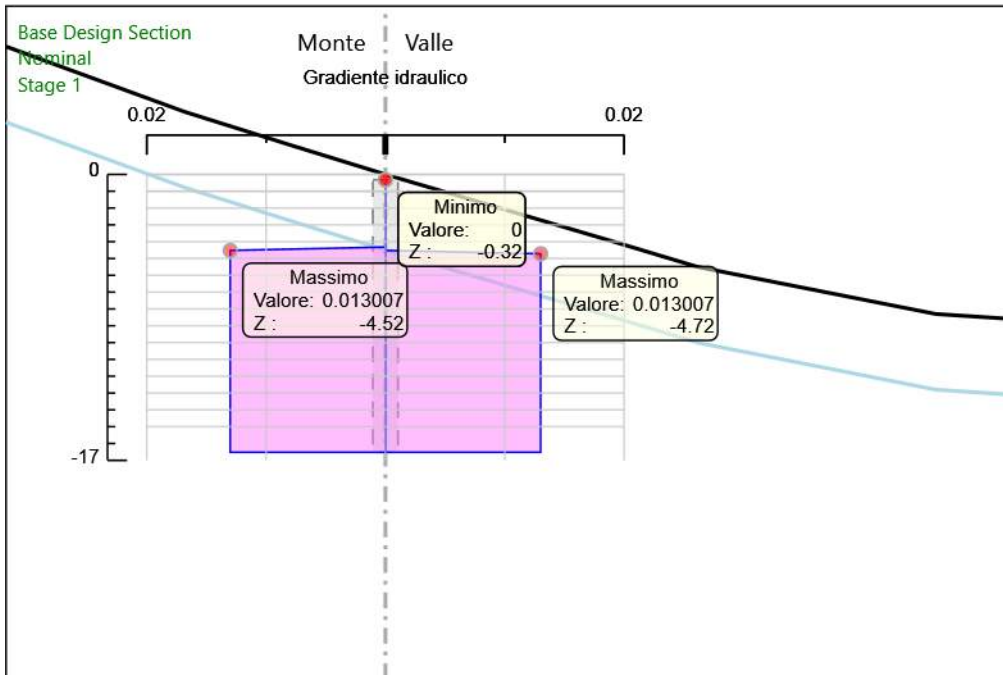 Base Design Section
Nominal
Stage 1
Monte
Valle
Gradiente idraulico
0.02
0.02
0
Minimo
Valore: 0
Z : -0.32
Massimo
Valore: 0.013007
Z : -4.52
Massimo
Valore: 0.013007
Z : -4.72
-17